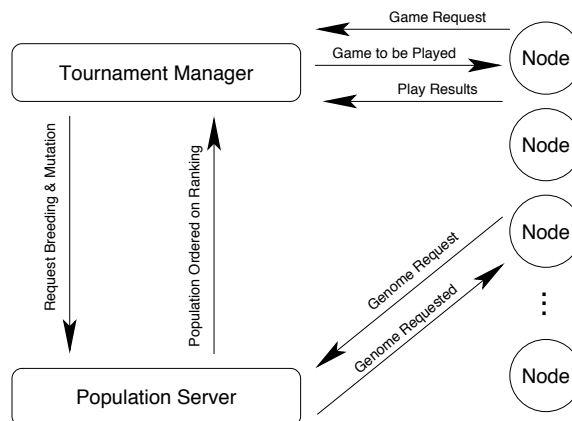 Game Request
Game to be Played
Play Results
Tournament Manager
Node
Node
Node
Request Breeding & Mutation
Population Ordered on Ranking
Genome Request
Genome Requested
...
Node
Population Server